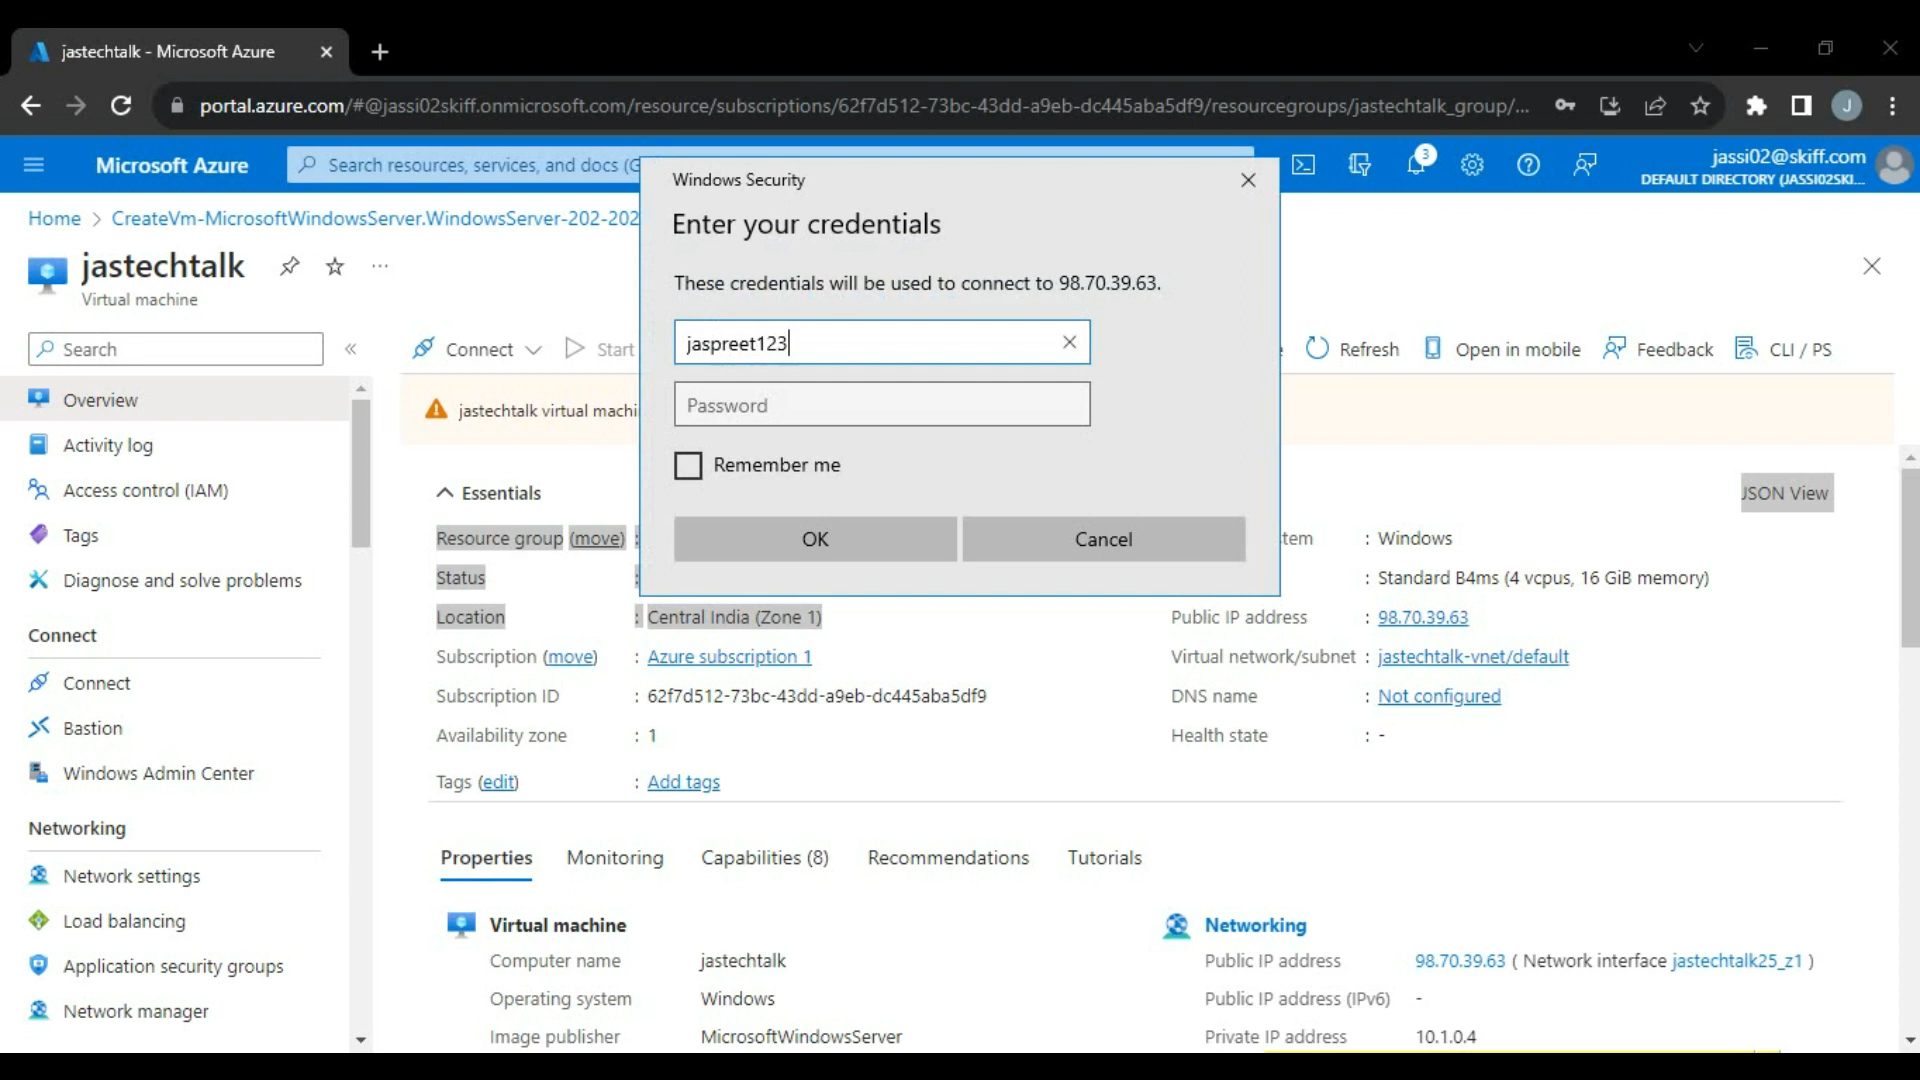 jastechtalk - Microsoft Azure
portal.azure.com/#@jassi02skiff.onmicrosoft.com/resource/subscriptions/62f7d512-73bc-43dd-a9eb-dc445aba5df9/resourcegroups/jastechtalk_group/...
J
Microsoft Azure
Search resources, services, and docs (G
3
jassi02@skiff.com
DEFAULT DIRECTORY (JASSI02SKI...
Home > CreateVm-MicrosoftWindowsServer.WindowsServer-202-202
jastechtalk
Virtual machine
Windows Security
Enter your credentials
These credentials will be used to connect to 98.70.39.63.
jaspreet123
Password
Remember me
OK
Cancel
Search
Connect
Start
Refresh
Open in mobile
Feedback
CLI / PS
jastechtalk virtual machi
Overview
Activity log
Access control (IAM)
Tags
Diagnose and solve problems
Connect
Connect
Bastion
Windows Admin Center
Networking
Network settings
Load balancing
Application security groups
Network manager
Essentials
JSON View
Resource group (move) :
Status :
Location : Central India (Zone 1)
Subscription (move) : Azure subscription 1
Subscription ID : 62f7d512-73bc-43dd-a9eb-dc445aba5df9
Availability zone : 1
Tags (edit) : Add tags
tem : Windows
: Standard B4ms (4 vcpus, 16 GiB memory)
Public IP address : 98.70.39.63
Virtual network/subnet : jastechtalk-vnet/default
DNS name : Not configured
Health state : -
Properties
Monitoring
Capabilities (8)
Recommendations
Tutorials
Virtual machine
Computer name jastechtalk
Operating system Windows
Image publisher MicrosoftWindowsServer
Networking
Public IP address 98.70.39.63 ( Network interface jastechtalk25_z1 )
Public IP address (IPv6) -
Private IP address 10.1.0.4